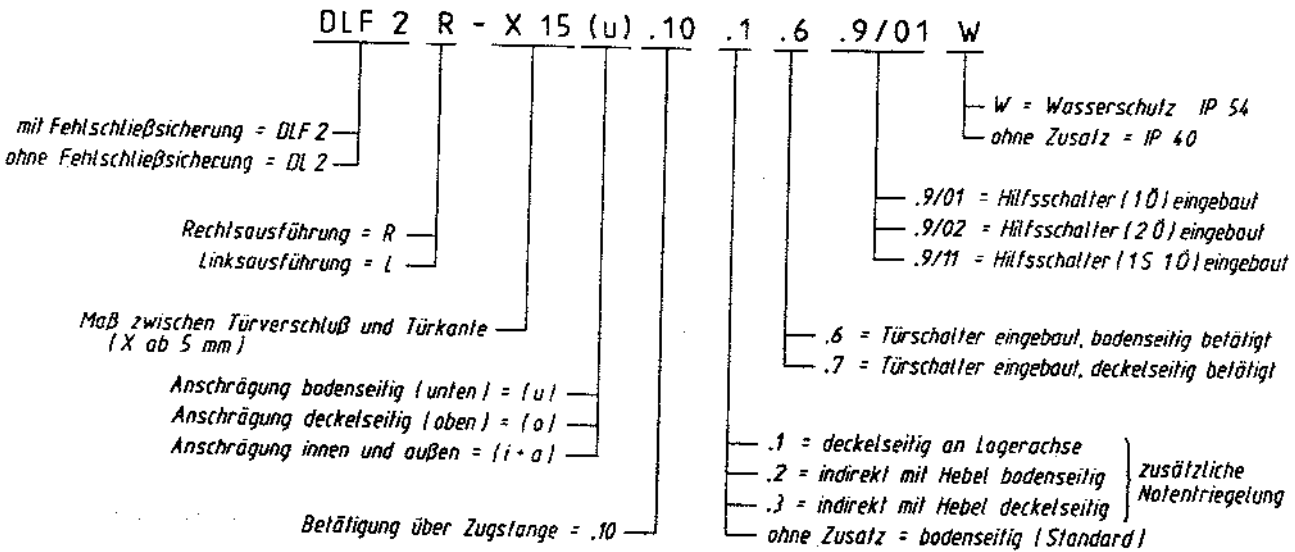 DLF 2 R - X 15 (u) .10 .1 .6 .9/01 W
W = Wasserschutz IP 54
ohne Zusatz = IP 40
mit Fehlschließsicherung = DLF 2
ohne Fehlschließsicherung = DL 2
.9/01 = Hilfsschalter (1Ö) eingebaut
.9/02 = Hilfsschalter (2Ö) eingebaut
.9/11 = Hilfsschalter (1S 1Ö) eingebaut
Rechtsausführung = R
Linksausführung = L
Maß zwischen Türverschluß und Türkante
(X ab 5 mm)
.6 = Türschalter eingebaut, bodenseitig betätigt
.7 = Türschalter eingebaut, deckelseitig betätigt
Anschrägung bodenseitig (unten) = (u)
Anschrägung deckelseitig (oben) = (o)
Anschrägung innen und außen = (i+a)
.1 = deckelseitig an Lagerachse
.2 = indirekt mit Hebel bodenseitig
.3 = indirekt mit Hebel deckelseitig
zusätzliche
Notentriegelung
ohne Zusatz = bodenseitig (Standard)
Betätigung über Zugstange = .10